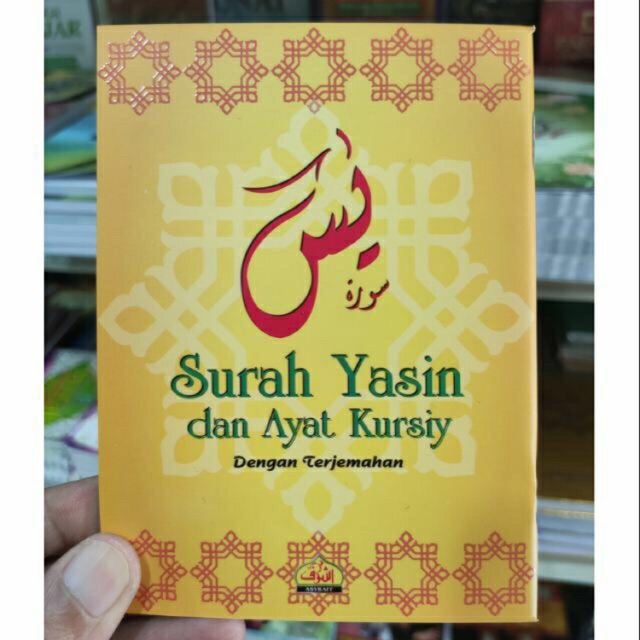 يس
سورة
Surah Yasin
dan Ayat Kursiy
Dengan Terjemahan